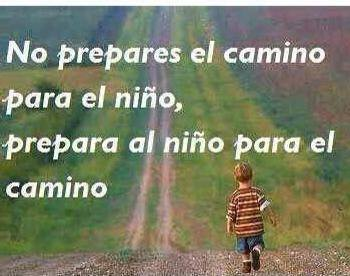 No prepares el camino
para el niño,
prepara al niño para el
camino